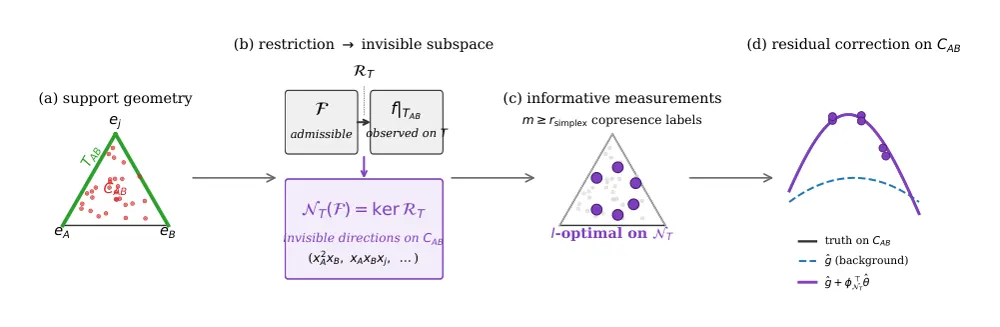 (a) support geometry
e_j
T_AB
C_AB
e_A
e_B
(b) restriction → invisible subspace
ℛ_T
ℱ
admissible
f|_{T_AB}
observed on T
𝒩_T(ℱ) = ker ℛ_T
invisible directions on C_AB
(x_A^2 x_B, x_A x_B x_j, …)
(c) informative measurements
m ≥ r_simplex copresence labels
I-optimal on 𝒩_T
(d) residual correction on C_AB
truth on C_AB
ĝ (background)
ĝ + ϕ_{𝒩_T}^⊤ θ̂